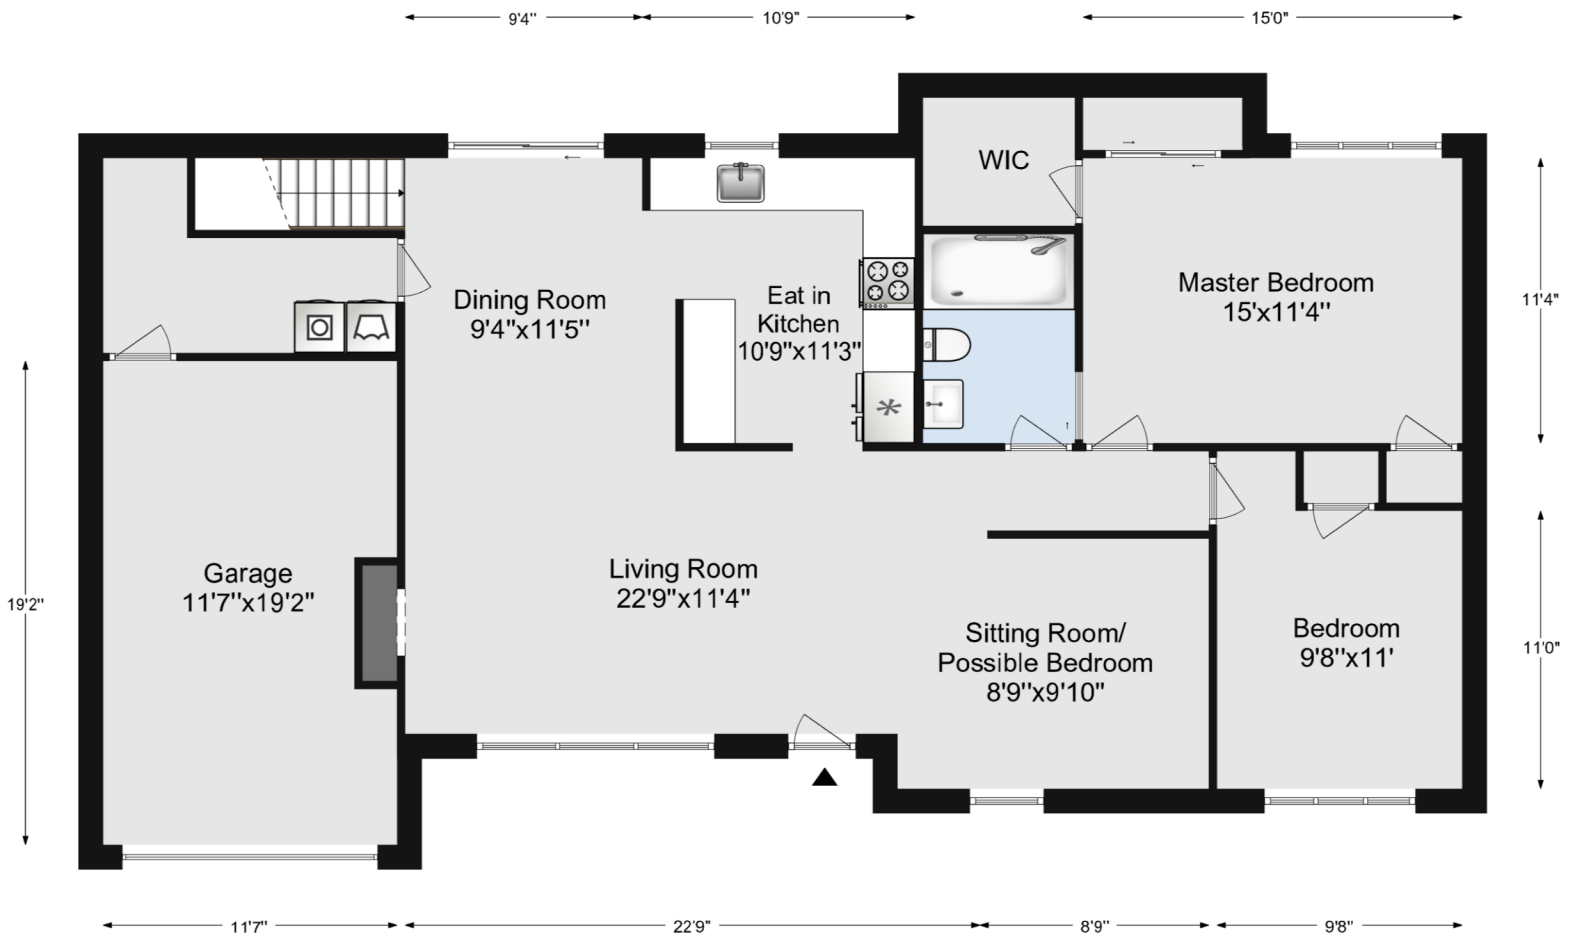 9'4"
10'9"
15'0"
WIC
Master Bedroom
15'x11'4''
Dining Room
9'4"x11'5''
Eat in
Kitchen
10'9"x11'3"
11'4"
Garage
11'7''x19'2"
Living Room
22'9"x11'4"
Sitting Room/
Possible Bedroom
8'9''x9'10"
Bedroom
9'8''x11'
19'2"
11'0"
11'7"
22'9"
8'9"
9'8"